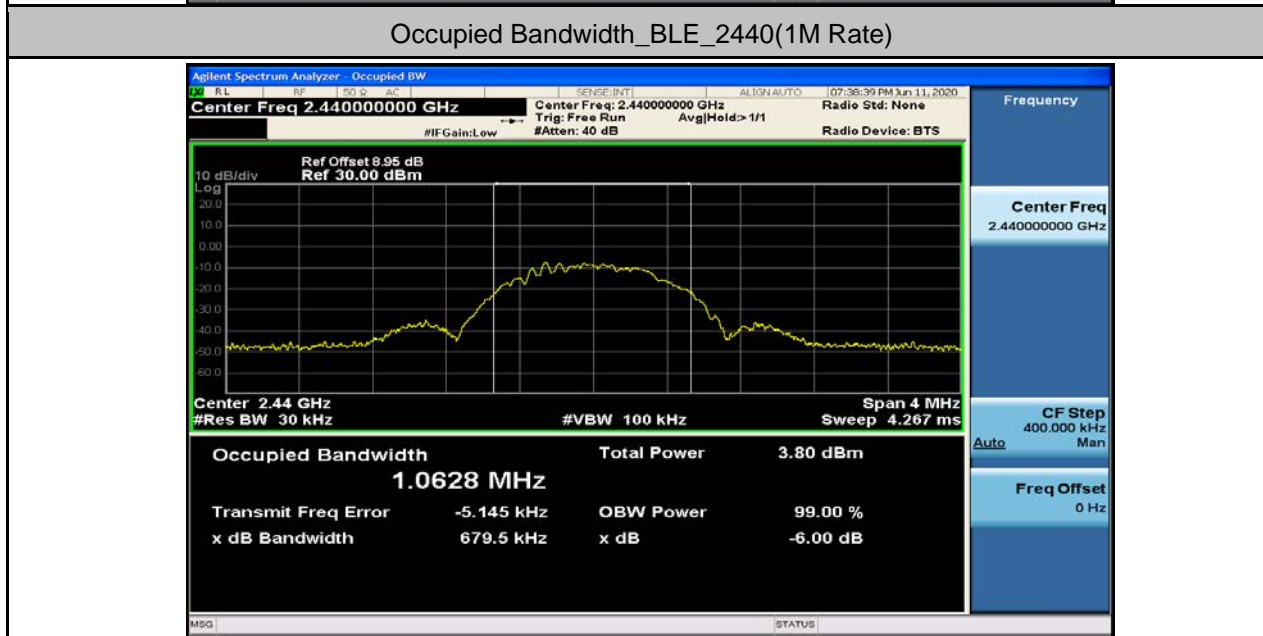 Occupied Bandwidth_BLE_2440(1M Rate)
Agilent Spectrum Analyzer - Occupied BW
RL RF 50 Ω AC SENSE:INT ALIGN AUTO 07:38:39 PM Jun 11, 2020
Center Freq 2.440000000 GHz Center Freq: 2.440000000 GHz Radio Std: None Frequency
Trig: Free Run Avg|Hold:> 1/1
#IFGain:Low #Atten: 40 dB Radio Device: BTS
Ref Offset 8.95 dB
10 dB/div Ref 30.00 dBm
Log
20.0
10.0
0.00
-10.0
-20.0
-30.0
-40.0
-50.0
-60.0
Center Freq
2.440000000 GHz
Center 2.44 GHz Span 4 MHz
#Res BW 30 kHz #VBW 100 kHz Sweep 4.267 ms
CF Step
400.000 kHz
Auto Man
Occupied Bandwidth Total Power 3.80 dBm
1.0628 MHz
Transmit Freq Error -5.145 kHz OBW Power 99.00 %
x dB Bandwidth 679.5 kHz x dB -6.00 dB
Freq Offset
0 Hz
MSG STATUS